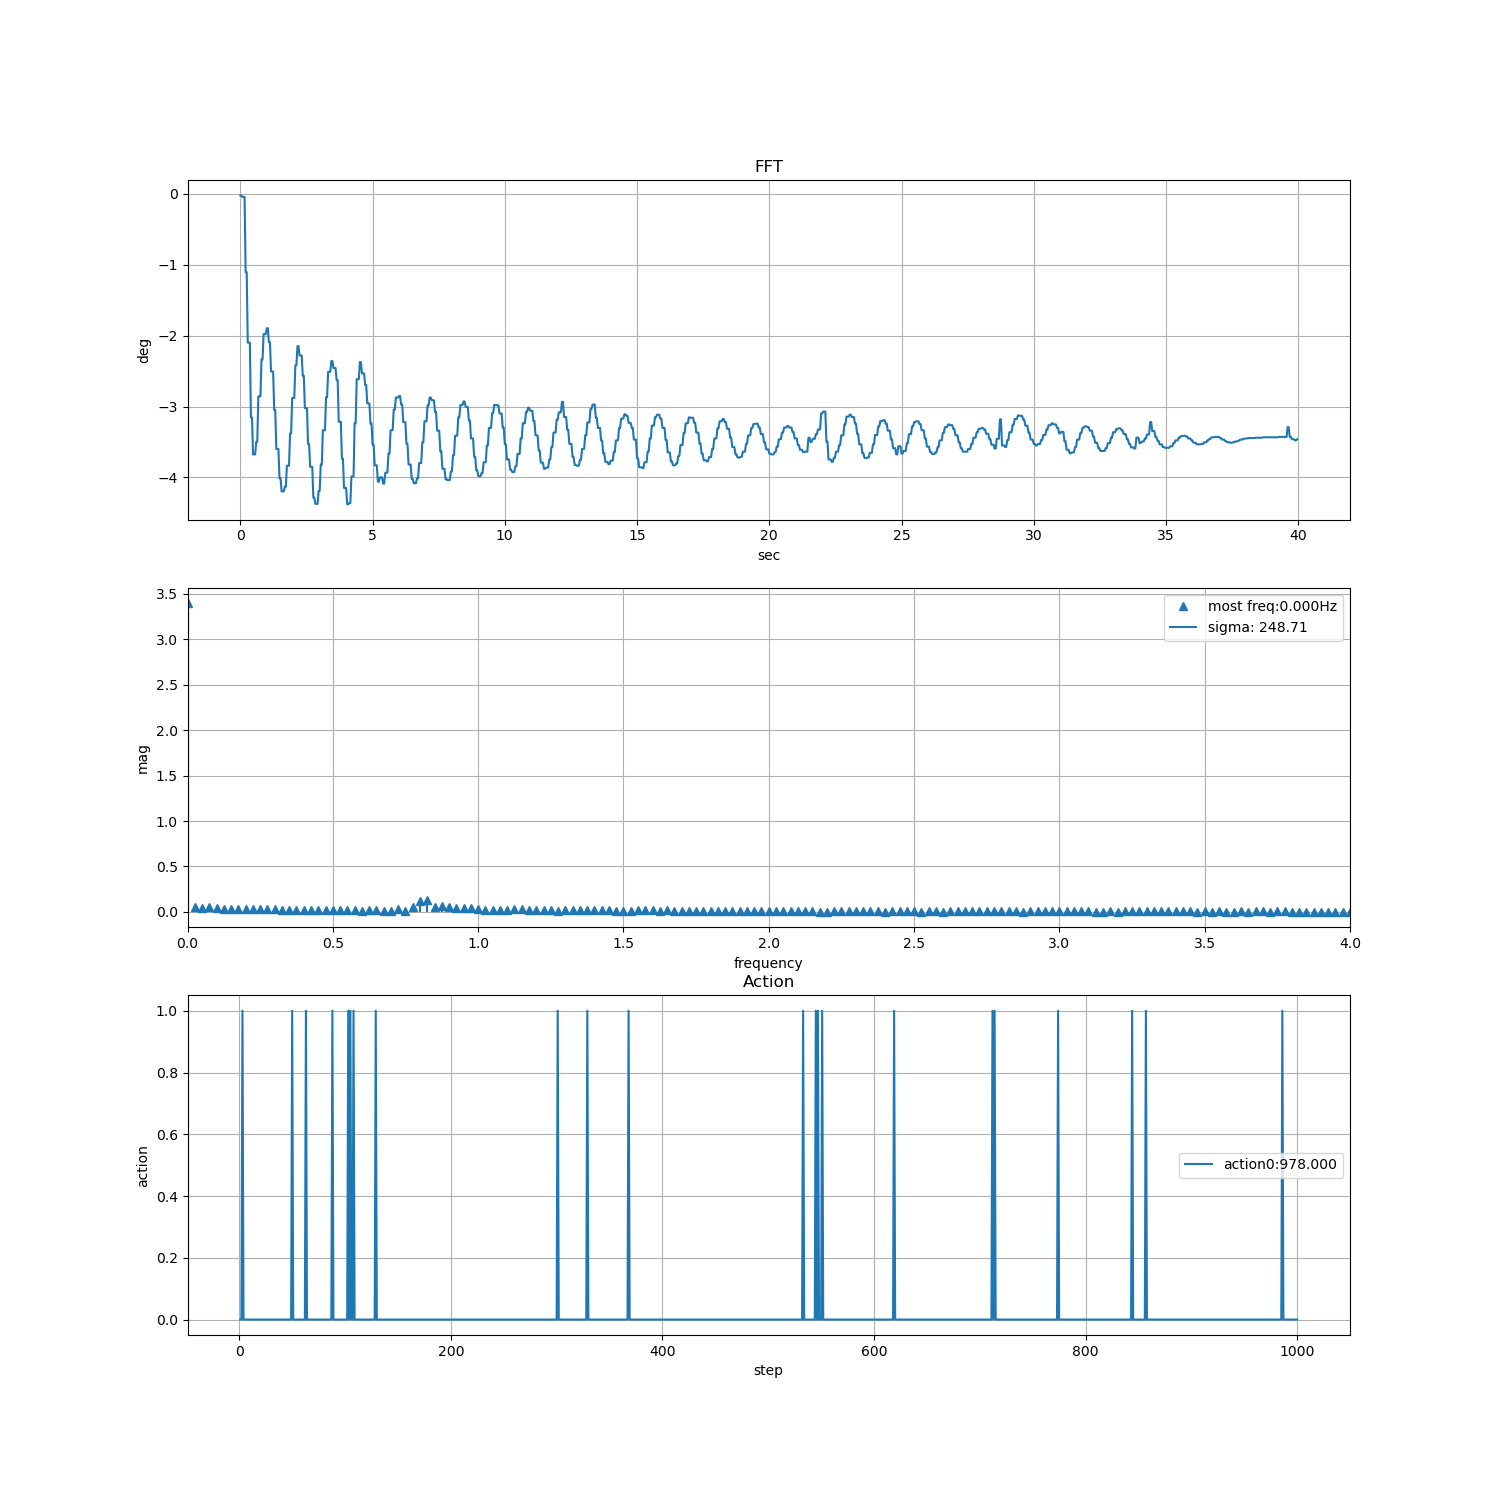 FFT
0
−1
−2
−3
−4
deg
0 5 10 15 20 25 30 35 40
sec
3.5
3.0
2.5
2.0
1.5
1.0
0.5
0.0
mag
most freq:0.000Hz
sigma: 248.71
0.0 0.5 1.0 1.5 2.0 2.5 3.0 3.5 4.0
frequency
Action
1.0
0.8
0.6
0.4
0.2
0.0
action
action0:978.000
0 200 400 600 800 1000
step